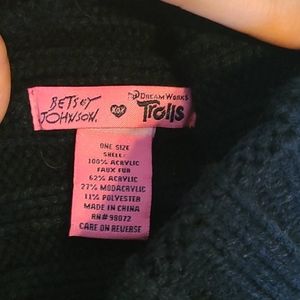 BETSEY
JOHNSON.
XOX
DREAMWORKS
Trolls
ONE SIZE
SHELL:
100% ACRYLIC
FAUX FUR
62% ACRYLIC
27% MODACRYLIC
11% POLYESTER
MADE IN CHINA
RN# 98072
CARE ON REVERSE